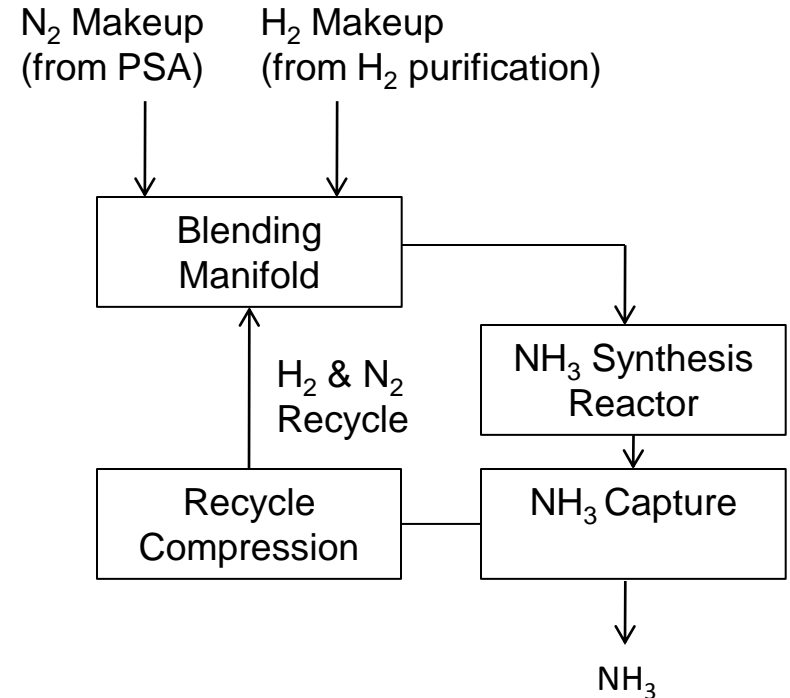 N₂ Makeup
(from PSA)
H₂ Makeup
(from H₂ purification)
Blending
Manifold
H₂ & N₂
Recycle
NH₃ Synthesis
Reactor
Recycle
Compression
NH₃ Capture
NH₃